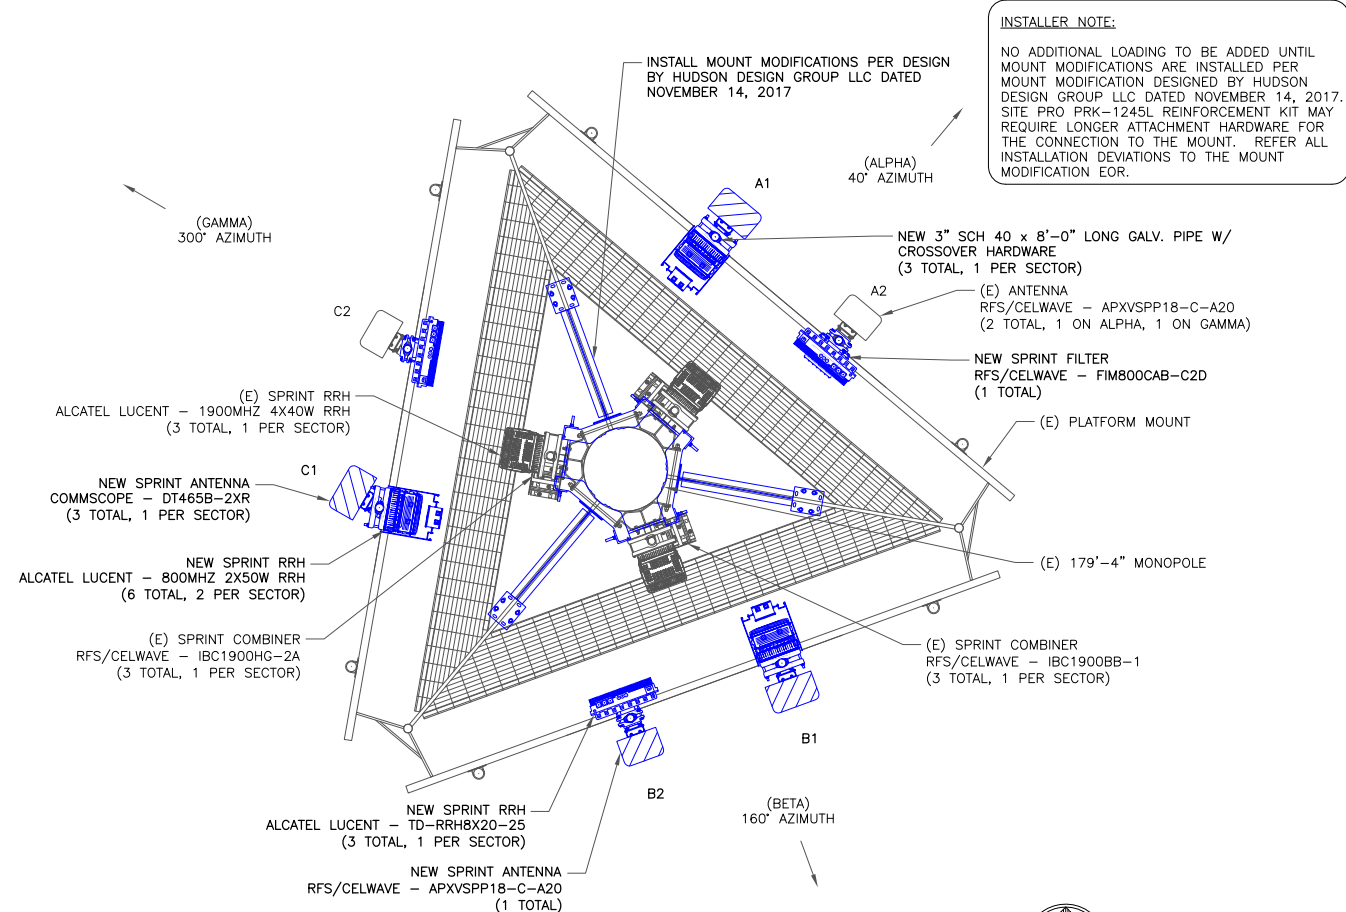 INSTALLER NOTE:
NO ADDITIONAL LOADING TO BE ADDED UNTIL
MOUNT MODIFICATIONS ARE INSTALLED PER
MOUNT MODIFICATION DESIGNED BY HUDSON
DESIGN GROUP LLC DATED NOVEMBER 14, 2017.
SITE PRO PRK-1245L REINFORCEMENT KIT MAY
REQUIRE LONGER ATTACHMENT HARDWARE FOR
THE CONNECTION TO THE MOUNT. REFER ALL
INSTALLATION DEVIATIONS TO THE MOUNT
MODIFICATION EOR.
INSTALL MOUNT MODIFICATIONS PER DESIGN
BY HUDSON DESIGN GROUP LLC DATED
NOVEMBER 14, 2017
(ALPHA)
40° AZIMUTH
A1
(GAMMA)
300° AZIMUTH
NEW 3" SCH 40 x 8'-0" LONG GALV. PIPE W/
CROSSOVER HARDWARE
(3 TOTAL, 1 PER SECTOR)
A2
(E) ANTENNA
RFS/CELWAVE - APXVSPP18-C-A20
(2 TOTAL, 1 ON ALPHA, 1 ON GAMMA)
C2
NEW SPRINT FILTER
RFS/CELWAVE - FIM800CAB-C2D
(1 TOTAL)
(E) SPRINT RRH
ALCATEL LUCENT - 1900MHZ 4X40W RRH
(3 TOTAL, 1 PER SECTOR)
(E) PLATFORM MOUNT
C1
NEW SPRINT ANTENNA
COMMSCOPE - DT465B-2XR
(3 TOTAL, 1 PER SECTOR)
NEW SPRINT RRH
ALCATEL LUCENT - 800MHZ 2X50W RRH
(6 TOTAL, 2 PER SECTOR)
(E) 179'-4" MONOPOLE
(E) SPRINT COMBINER
RFS/CELWAVE - IBC1900HG-2A
(3 TOTAL, 1 PER SECTOR)
(E) SPRINT COMBINER
RFS/CELWAVE - IBC1900BB-1
(3 TOTAL, 1 PER SECTOR)
B1
B2
(BETA)
160° AZIMUTH
NEW SPRINT RRH
ALCATEL LUCENT - TD-RRH8X20-25
(3 TOTAL, 1 PER SECTOR)
NEW SPRINT ANTENNA
RFS/CELWAVE - APXVSPP18-C-A20
(1 TOTAL)